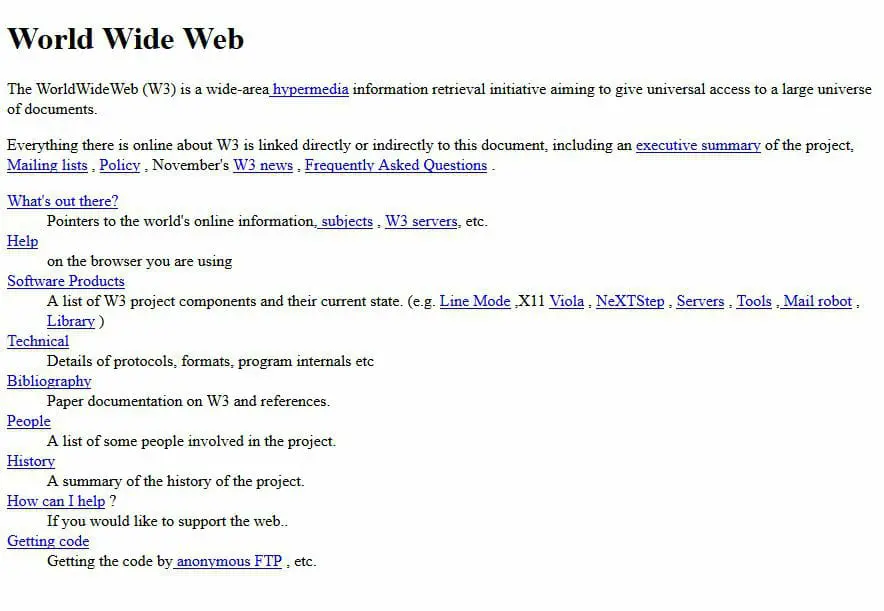 World Wide Web
The WorldWideWeb (W3) is a wide-area hypermedia information retrieval initiative aiming to give universal access to a large universe
of documents.
Everything there is online about W3 is linked directly or indirectly to this document, including an executive summary of the project,
Mailing lists , Policy , November's W3 news , Frequently Asked Questions .
What's out there?
Pointers to the world's online information, subjects , W3 servers, etc.
Help
on the browser you are using
Software Products
A list of W3 project components and their current state. (e.g. Line Mode ,X11 Viola , NeXTStep , Servers , Tools , Mail robot ,
Library )
Technical
Details of protocols, formats, program internals etc
Bibliography
Paper documentation on W3 and references.
People
A list of some people involved in the project.
History
A summary of the history of the project.
How can I help ?
If you would like to support the web..
Getting code
Getting the code by anonymous FTP , etc.